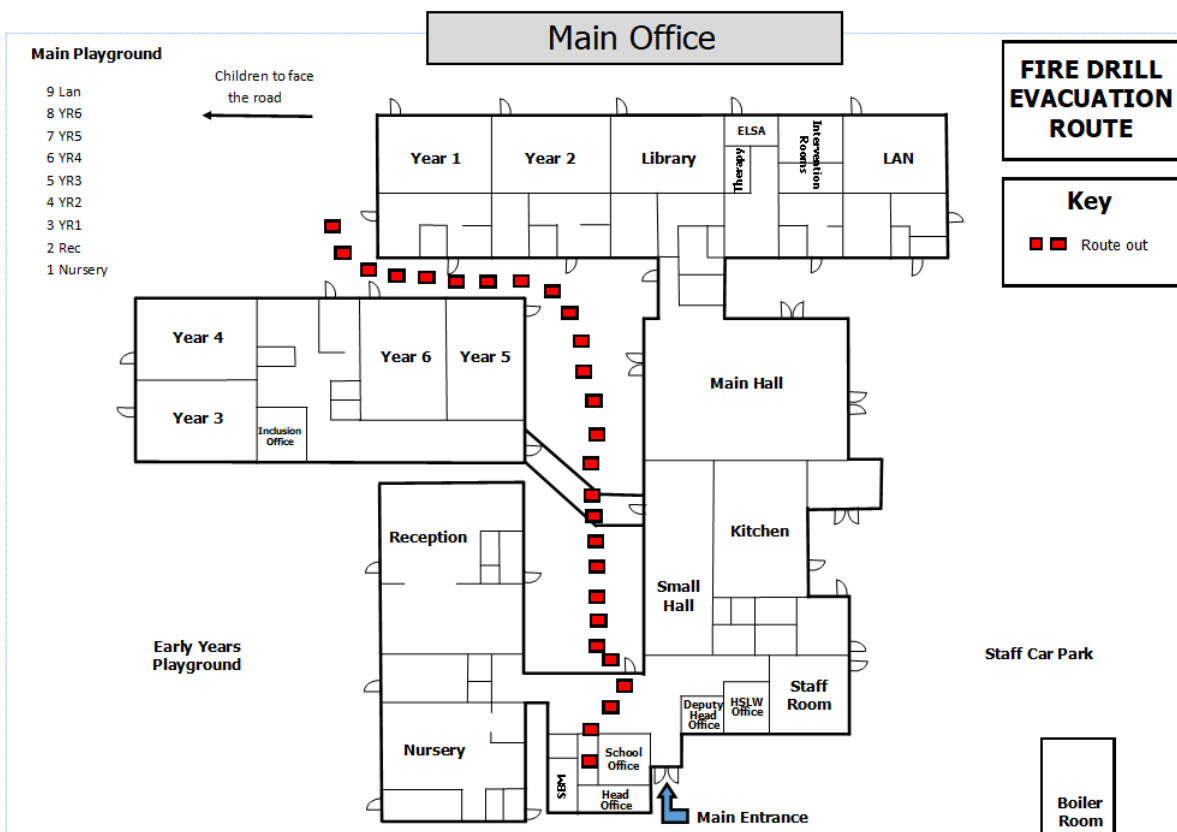 Main Office
Main Playground
9 Lan
8 YR6
7 YR5
6 YR4
5 YR3
4 YR2
3 YR1
2 Rec
1 Nursery
Children to face
the road
FIRE DRILL
EVACUATION
ROUTE
Key
Route out
Year 1
Year 2
Library
ELSA
Therapy
Intervention
Rooms
LAN
Year 4
Year 3
Inclusion
Office
Year 6
Year 5
Main Hall
Kitchen
Small
Hall
Reception
Early Years
Playground
Staff Car Park
Nursery
SBM
School
Office
Head
Office
Deputy
Head
Office
HSLW
Office
Staff
Room
Main Entrance
Boiler
Room